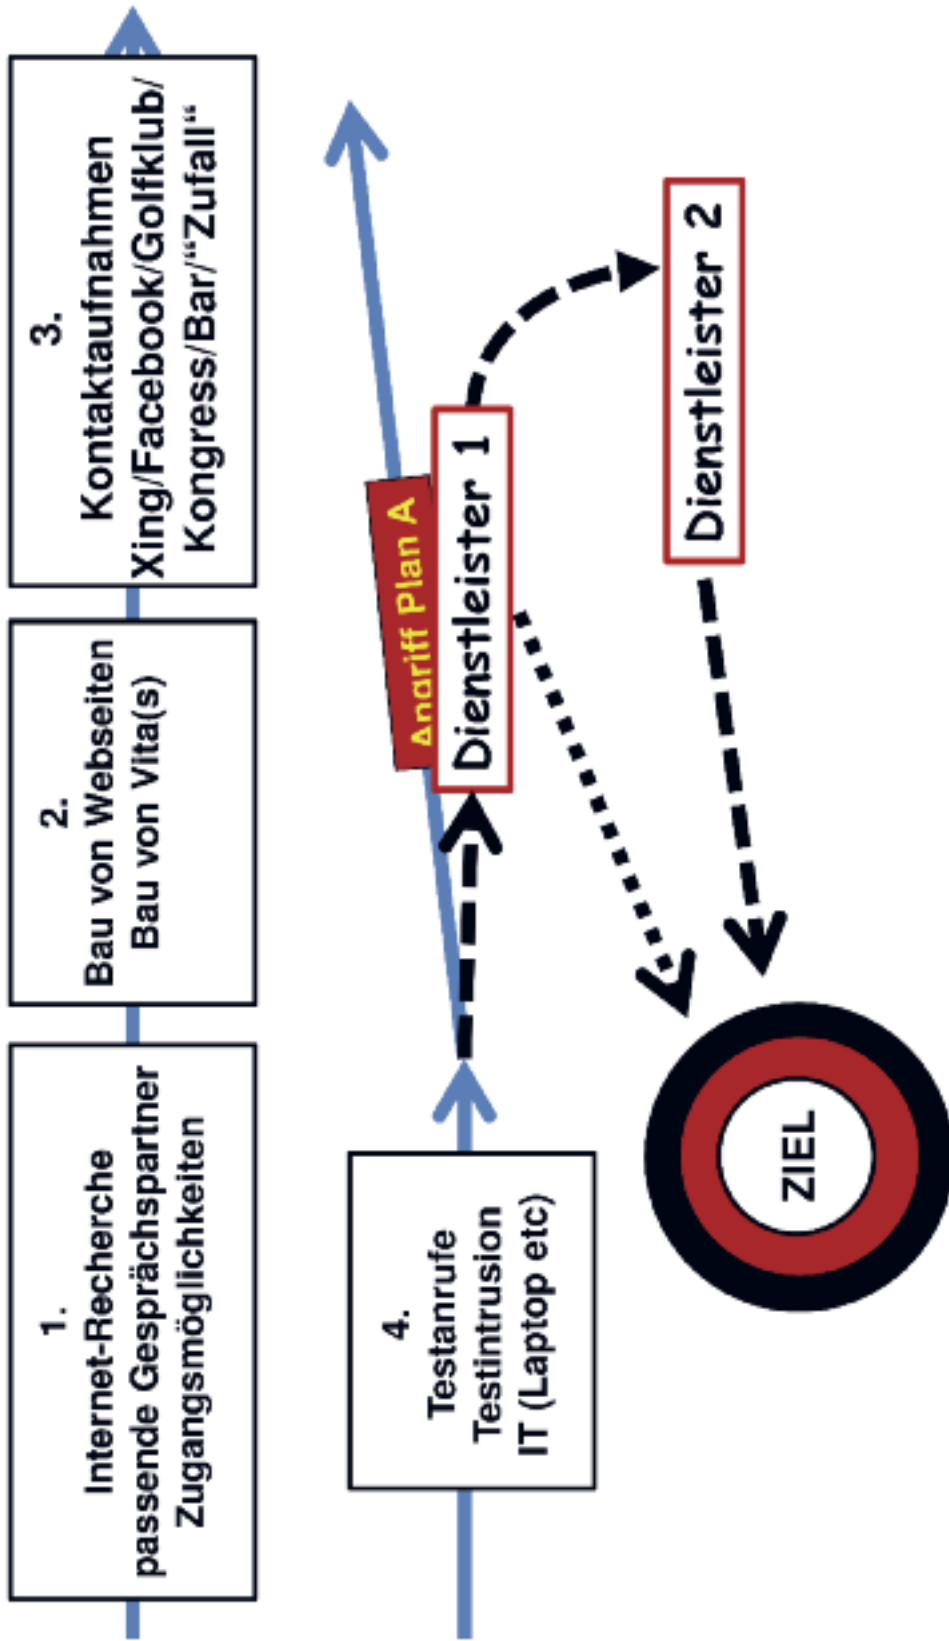 1.
Internet-Recherche
passende Gesprächspartner
Zugangsmöglichkeiten
2.
Bau von Webseiten
Bau von Vita(s)
3.
Kontaktaufnahmen
Xing/Facebook/Golfklub/
Kongress/Bar/“Zufall“
4.
Testanrufe
Testintrusion
IT (Laptop etc)
Angriff Plan A
Dienstleister 1
Dienstleister 2
ZIEL